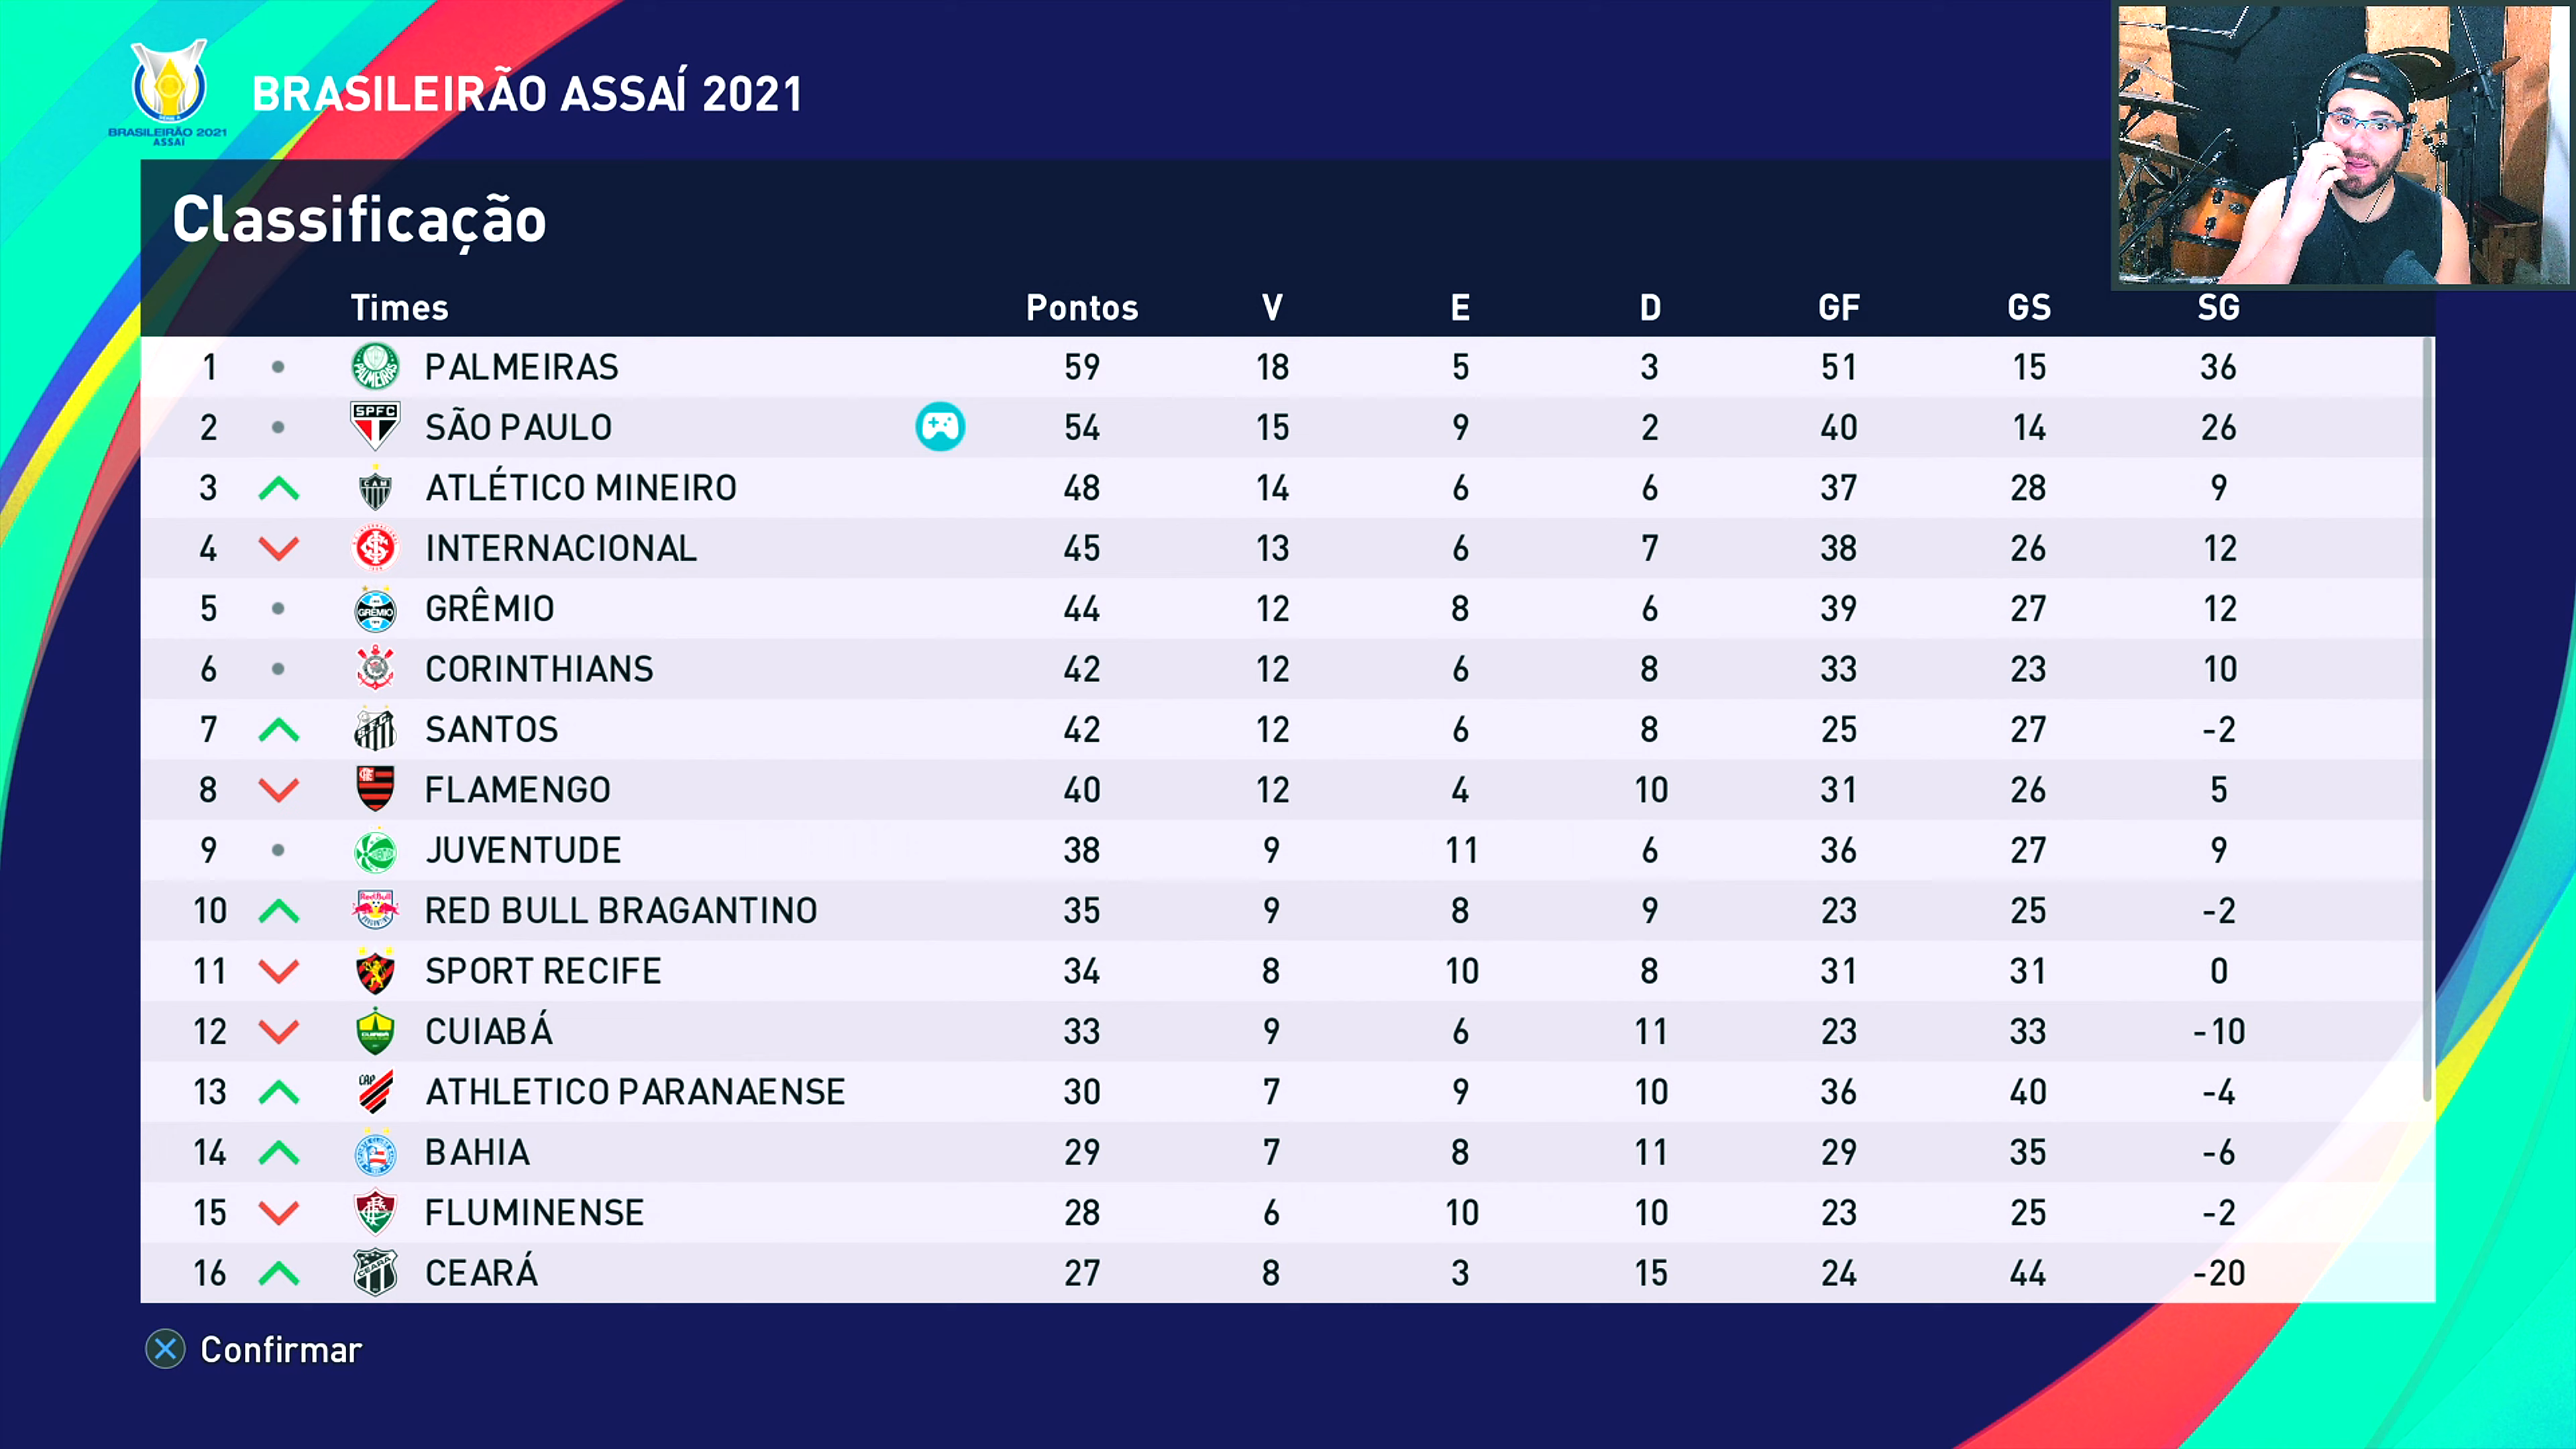 BRASILEIRÃO 2021
ASSAÍ
BRASILEIRÃO ASSAÍ 2021
Classificação
Times Pontos V E D GF GS SG
1 PALMEIRAS 59 18 5 3 51 15 36
2 SÃO PAULO 54 15 9 2 40 14 26
3 ATLÉTICO MINEIRO 48 14 6 6 37 28 9
4 INTERNACIONAL 45 13 6 7 38 26 12
5 GRÊMIO 44 12 8 6 39 27 12
6 CORINTHIANS 42 12 6 8 33 23 10
7 SANTOS 42 12 6 8 25 27 -2
8 FLAMENGO 40 12 4 10 31 26 5
9 JUVENTUDE 38 9 11 6 36 27 9
10 RED BULL BRAGANTINO 35 9 8 9 23 25 -2
11 SPORT RECIFE 34 8 10 8 31 31 0
12 CUIABÁ 33 9 6 11 23 33 -10
13 ATHLETICO PARANAENSE 30 7 9 10 36 40 -4
14 BAHIA 29 7 8 11 29 35 -6
15 FLUMINENSE 28 6 10 10 23 25 -2
16 CEARÁ 27 8 3 15 24 44 -20
Confirmar